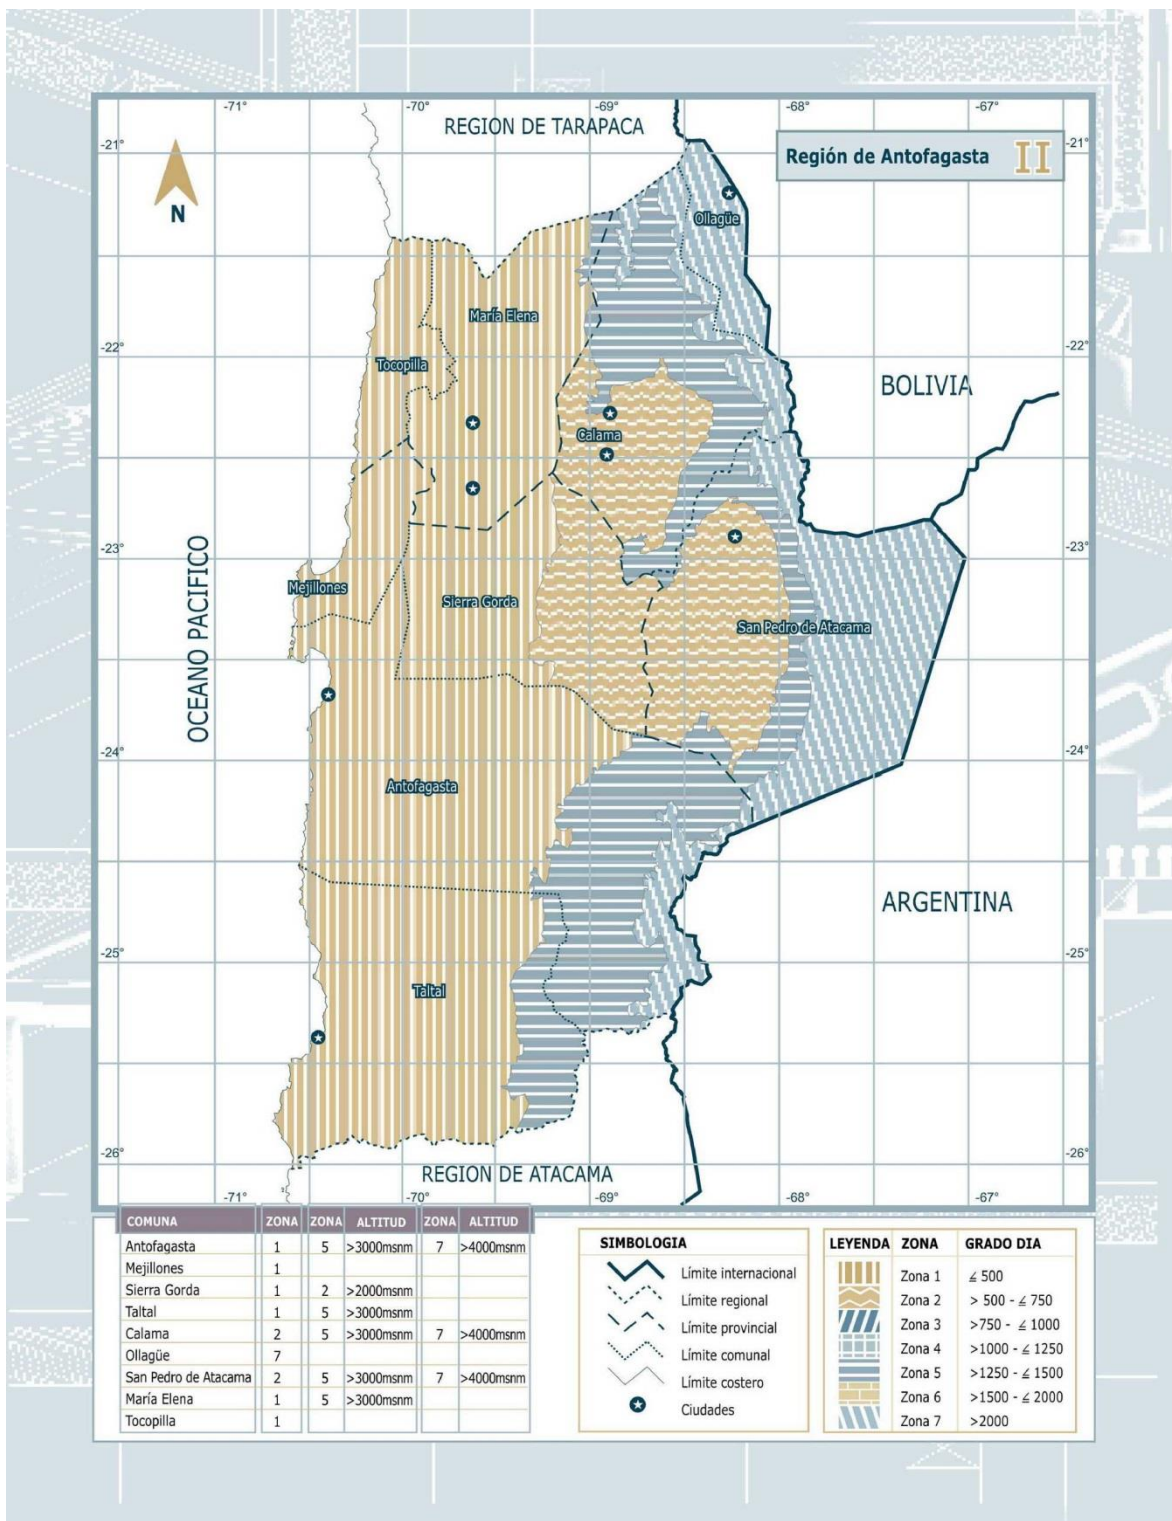 -71° -70° -69° -68° -67°
REGION DE TARAPACA
-21° -21°
Región de Antofagasta II
N
Ollagüe
María Elena
-22° -22°
Tocopilla
BOLIVIA
Calama
-23° -23°
OCEANO PACIFICO
Mejillones
Sierra Gorda
San Pedro de Atacama
-24° -24°
Antofagasta
ARGENTINA
-25° -25°
Taltal
-26° -26°
REGION DE ATACAMA
-71° -70° -69° -68° -67°
COMUNA ZONA ZONA ALTITUD ZONA ALTITUD
Antofagasta 1 5 >3000msnm 7 >4000msnm
Mejillones 1
Sierra Gorda 1 2 >2000msnm
Taltal 1 5 >3000msnm
Calama 2 5 >3000msnm 7 >4000msnm
Ollagüe 7
San Pedro de Atacama 2 5 >3000msnm 7 >4000msnm
María Elena 1 5 >3000msnm
Tocopilla 1
SIMBOLOGIA
Límite internacional
Límite regional
Límite provincial
Límite comunal
Límite costero
Ciudades
LEYENDA ZONA GRADO DIA
Zona 1 ≤ 500
Zona 2 > 500 - ≤ 750
Zona 3 >750 - ≤ 1000
Zona 4 >1000 - ≤ 1250
Zona 5 >1250 - ≤ 1500
Zona 6 >1500 - ≤ 2000
Zona 7 >2000